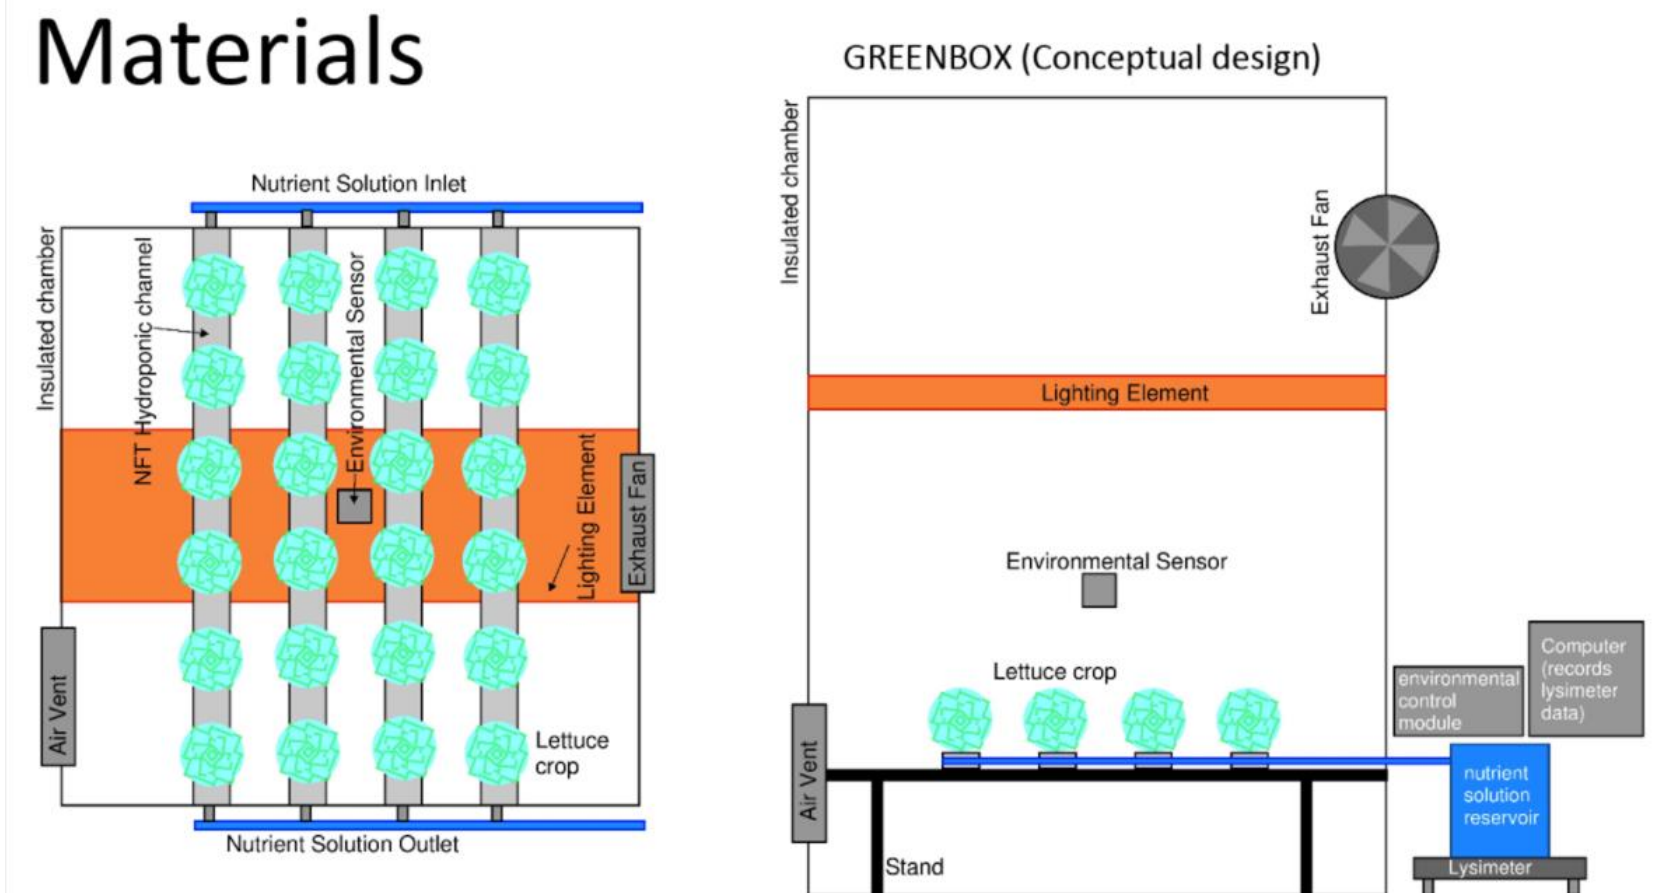 Materials
GREENBOX (Conceptual design)
Nutrient Solution Inlet
Insulated chamber
NFT Hydroponic channel
Environmental Sensor
Lighting Element
Exhaust Fan
Air Vent
Lettuce
crop
Nutrient Solution Outlet
Insulated chamber
Exhaust Fan
Lighting Element
Environmental Sensor
Lettuce crop
Air Vent
Stand
environmental
control
module
Computer
(records
lysimeter
data)
nutrient
solution
reservoir
Lysimeter